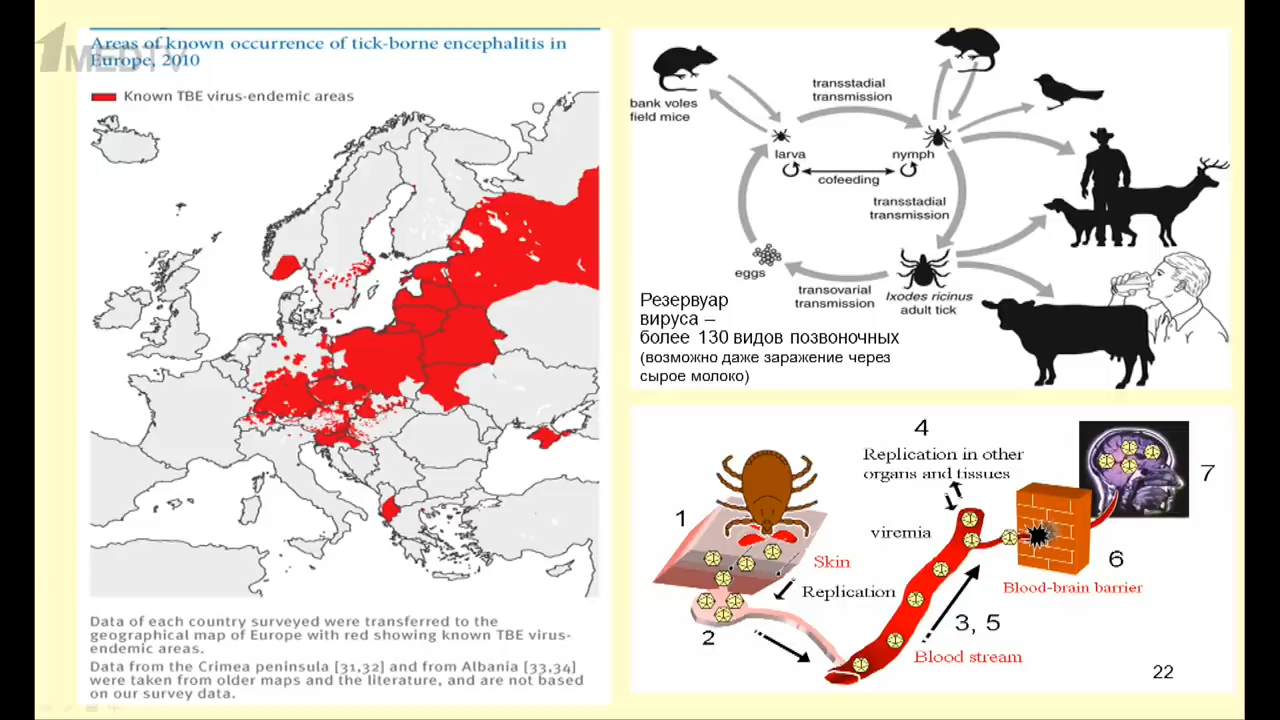 1MEDTV
Areas of known occurrence of tick-borne encephalitis in
Europe, 2010
Known TBE virus-endemic areas
Data of each country surveyed were transferred to the
geographical map of Europe with red showing known TBE virus-
endemic areas.
Data from the Crimea peninsula [31,32] and from Albania [33,34]
were taken from older maps and the literature, and are not based
on our survey data.
bank voles
field mice
transstadial
transmission
larva
nymph
cofeeding
transstadial
transmission
eggs
transovarial
transmission
Ixodes ricinus
adult tick
Резервуар
вируса –
более 130 видов позвоночных
(возможно даже заражение через
сырое молоко)
4
Replication in other
organs and tissues
7
1
viremia
Skin
6
Replication
Blood-brain barrier
2
3, 5
Blood stream
22